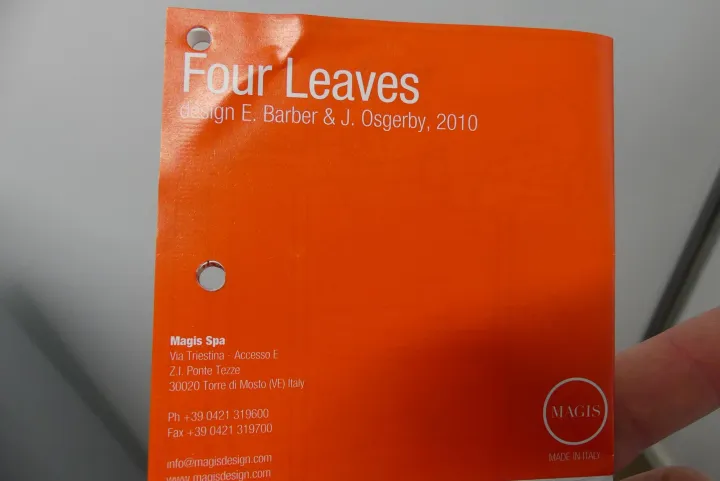 Four Leaves
design E. Barber & J. Osgerby, 2010
Magis Spa
Via Triestina - Accesso E
Z.I. Ponte Tezze
30020 Torre di Mosto (VE) Italy
Ph +39 0421 319600
Fax +39 0421 319700
info@magisdesign.com
www.magisdesign.com
MAGIS
MADE IN ITALY